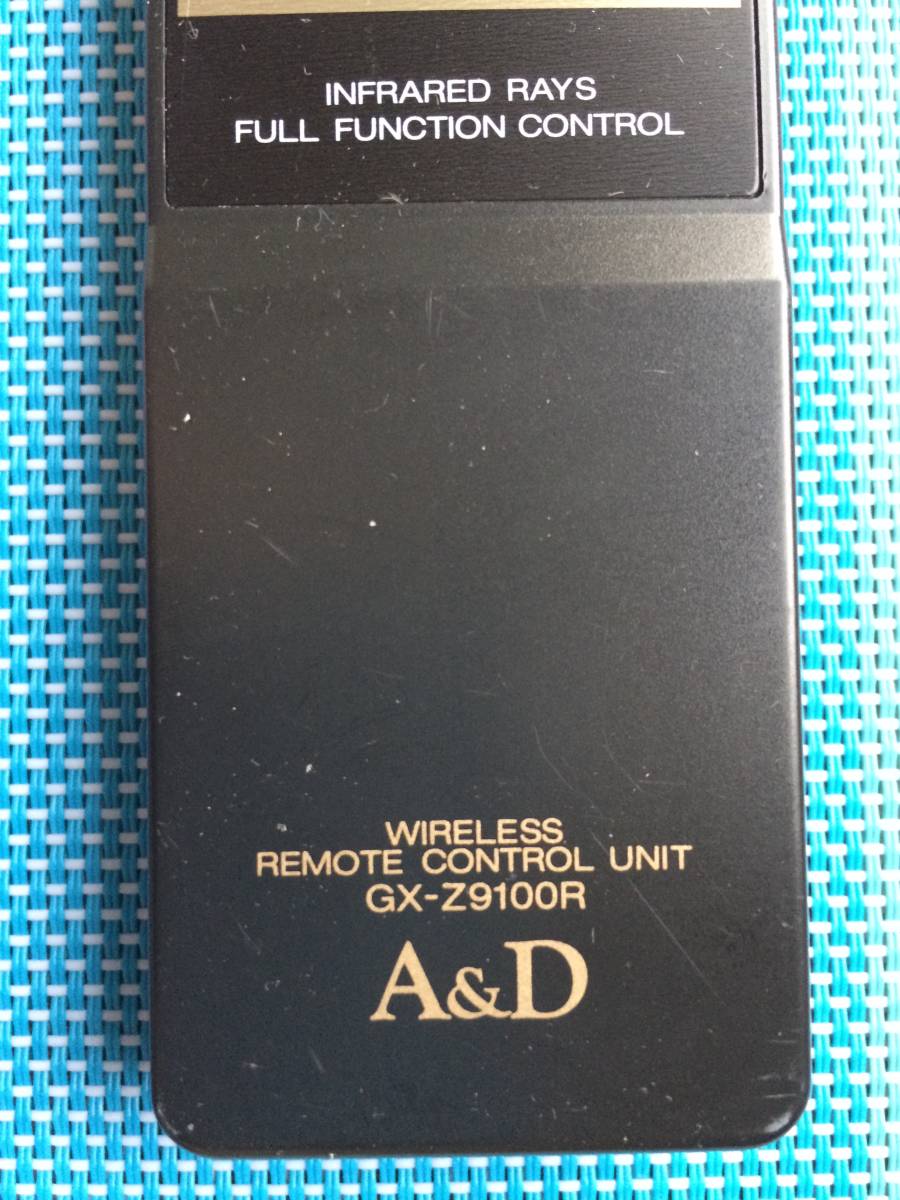 INFRARED RAYS
FULL FUNCTION CONTROL
WIRELESS
REMOTE CONTROL UNIT
GX-Z9100R
A&D